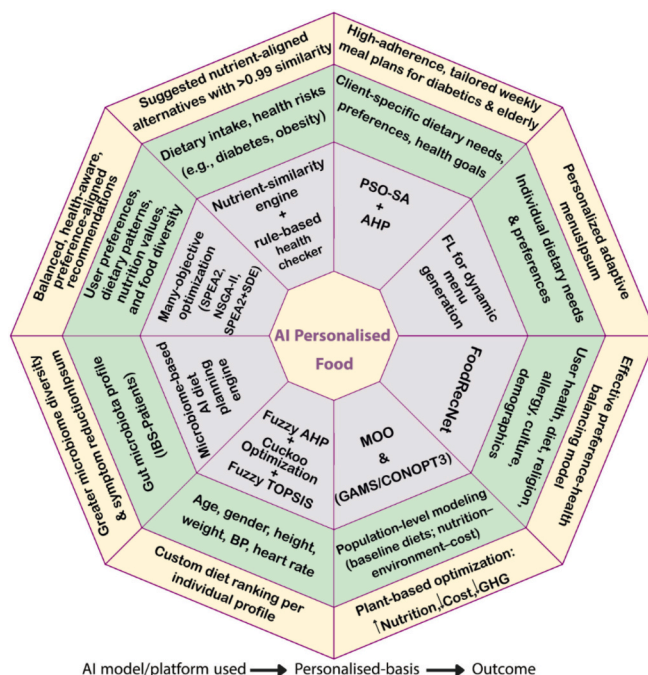 AI Personalised
Food
PSO-SA
+
AHP
Client-specific dietary needs,
preferences, health goals
High-adherence, tailored weekly
meal plans for diabetics & elderly
FL for dynamic
menu
generation
Individual dietary needs
& preferences
Personalized adaptive
menusIpsum
FoodRecNet
User health, diet, religion,
allergy, culture,
demographics
Effective preference-health
balancing model
MOO
&
(GAMS/CONOPT3)
Population-level modeling
(baseline diets; nutrition–
environment–cost)
Plant-based optimization:
↑Nutrition,↓Cost,↓GHG
Fuzzy AHP
+
Cuckoo
Optimization
+
Fuzzy TOPSIS
Age, gender, height,
weight, BP, heart rate
Custom diet ranking per
individual profile
Microbiome-based
AI diet
planing
engine
Gut microbiota profile
(IBS-Patients)
Greater microbiome diversity
& symptom reductionIpsum
Many-objective
optimization
(SPEA2,
NSGA-II,
SPEA2+SDE)
User preferences,
dietary patterns,
nutrition values,
and food diversity
Balanced, health-aware,
preference-aligned
recommendations
Nutrient-similarity
engine
+
rule-based
health
checker
Dietary intake, health risks
(e.g., diabetes, obesity)
Suggested nutrient-aligned
alternatives with >0.99 similarity
AI model/platform used → Personalised-basis → Outcome